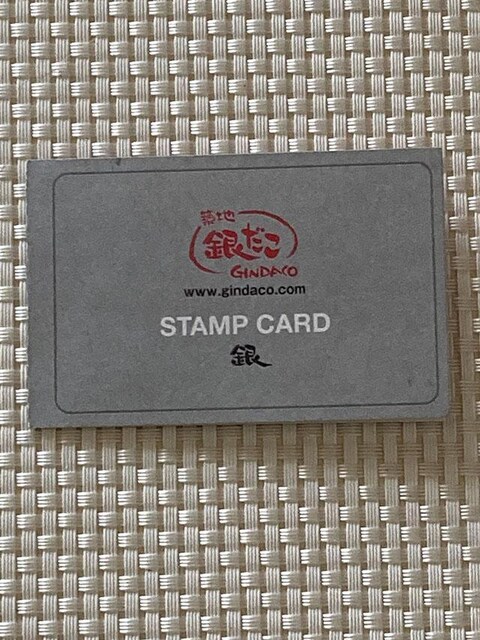 築地
銀だこ
GINDACO
www.gindaco.com
STAMP CARD
銀